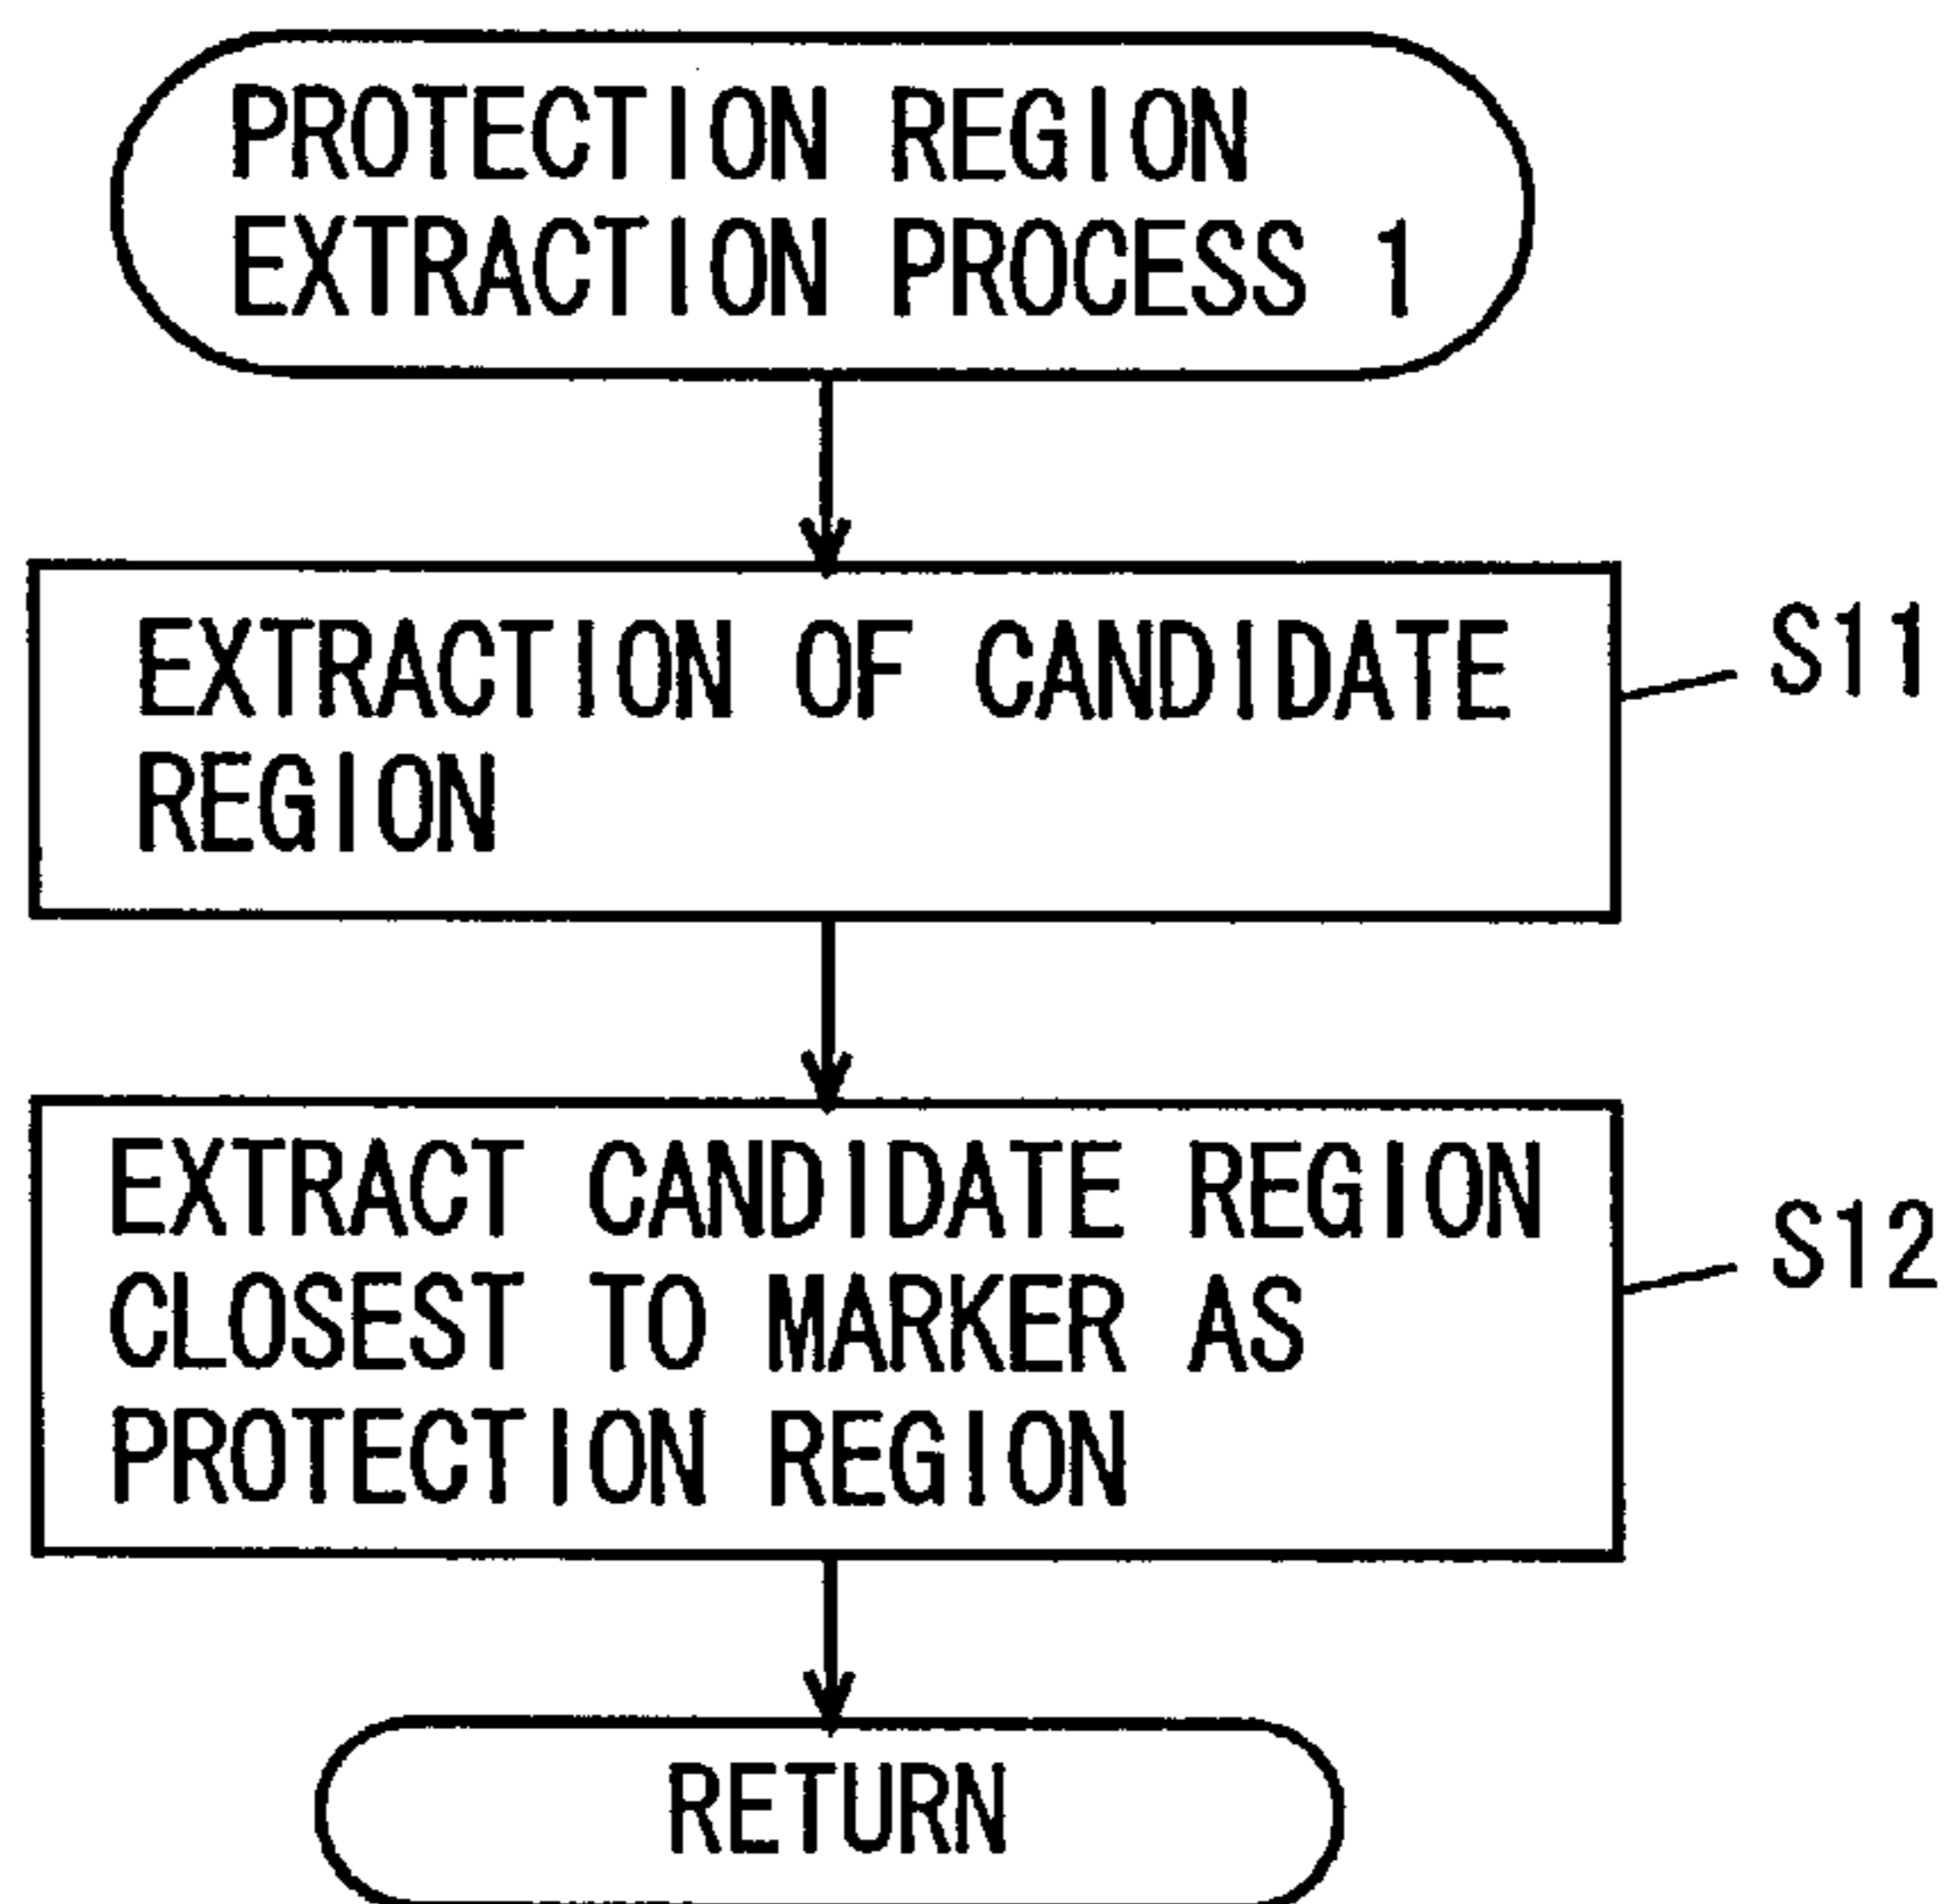 PROTECTION REGION
EXTRACTION PROCESS 1
EXTRACTION OF CANDIDATE
REGION
S11
EXTRACT CANDIDATE REGION
CLOSEST TO MARKER AS
PROTECTION REGION
S12
RETURN